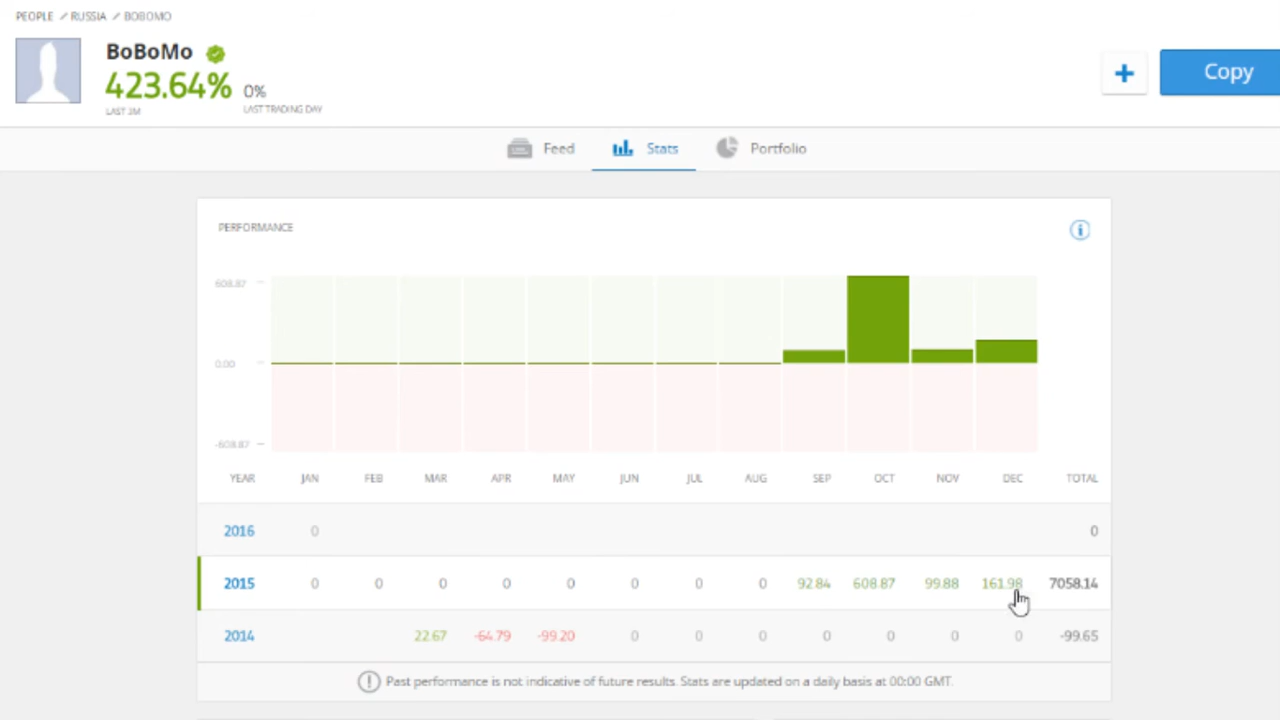 PEOPLE / RUSSIA / BOBOMO
BoBoMo
423.64% 0%
LAST 3M LAST TRADING DAY
+ Copy
Feed Stats Portfolio
PERFORMANCE
608.87
0.00
-608.87
YEAR JAN FEB MAR APR MAY JUN JUL AUG SEP OCT NOV DEC TOTAL
2016 0 0
2015 0 0 0 0 0 0 0 0 92.84 608.87 99.88 161.98 7058.14
2014 22.67 -64.79 -99.20 0 0 0 0 0 0 0 -99.65
Past performance is not indicative of future results. Stats are updated on a daily basis at 00:00 GMT.